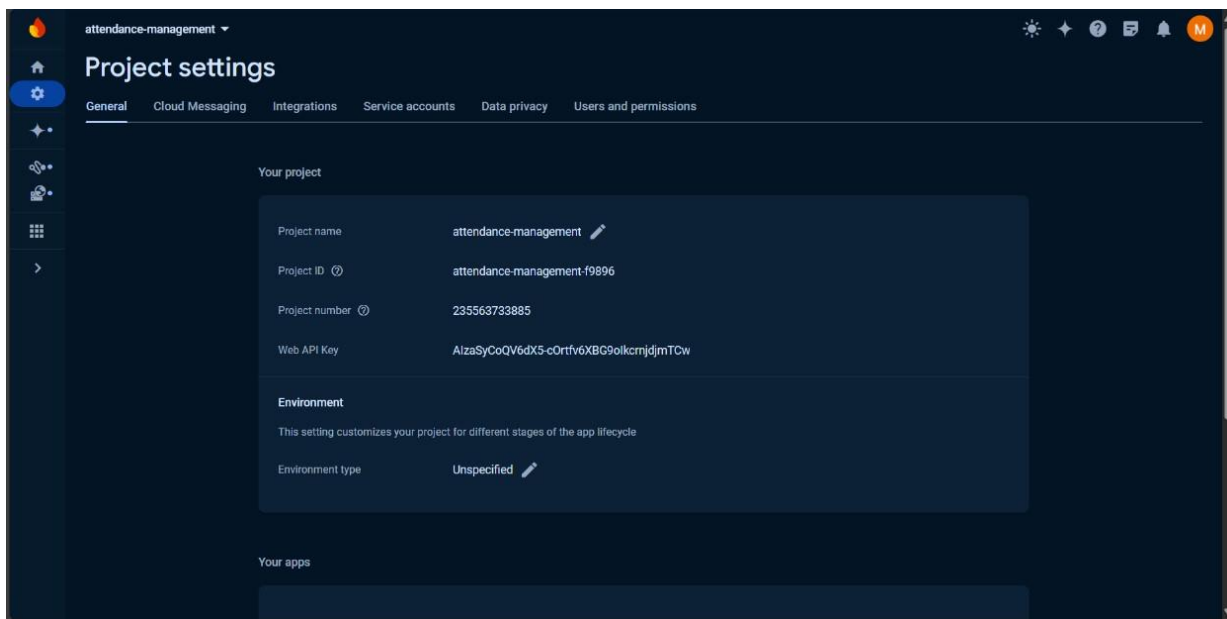 attendance-management
M
Project settings
General Cloud Messaging Integrations Service accounts Data privacy Users and permissions
Your project
Project name attendance-management
Project ID attendance-management-f9896
Project number 235563733885
Web API Key AIzaSyCoQV6dX5-cOrtfv6XBG9olkcrnjdjmTCw
Environment
This setting customizes your project for different stages of the app lifecycle
Environment type Unspecified
Your apps